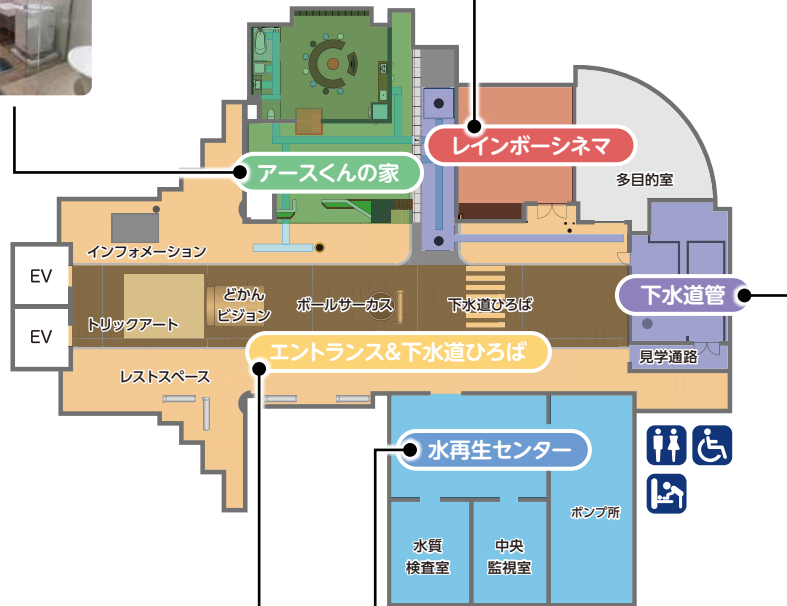 レインボーシネマ
アースくんの家
多目的室
インフォメーション
EV
どかん
ビジョン
ボールサーカス
下水道ひろば
下水道管
EV
トリックアート
エントランス&下水道ひろば
見学通路
レストスペース
水再生センター
ポンプ所
水質
検査室
中央
監視室